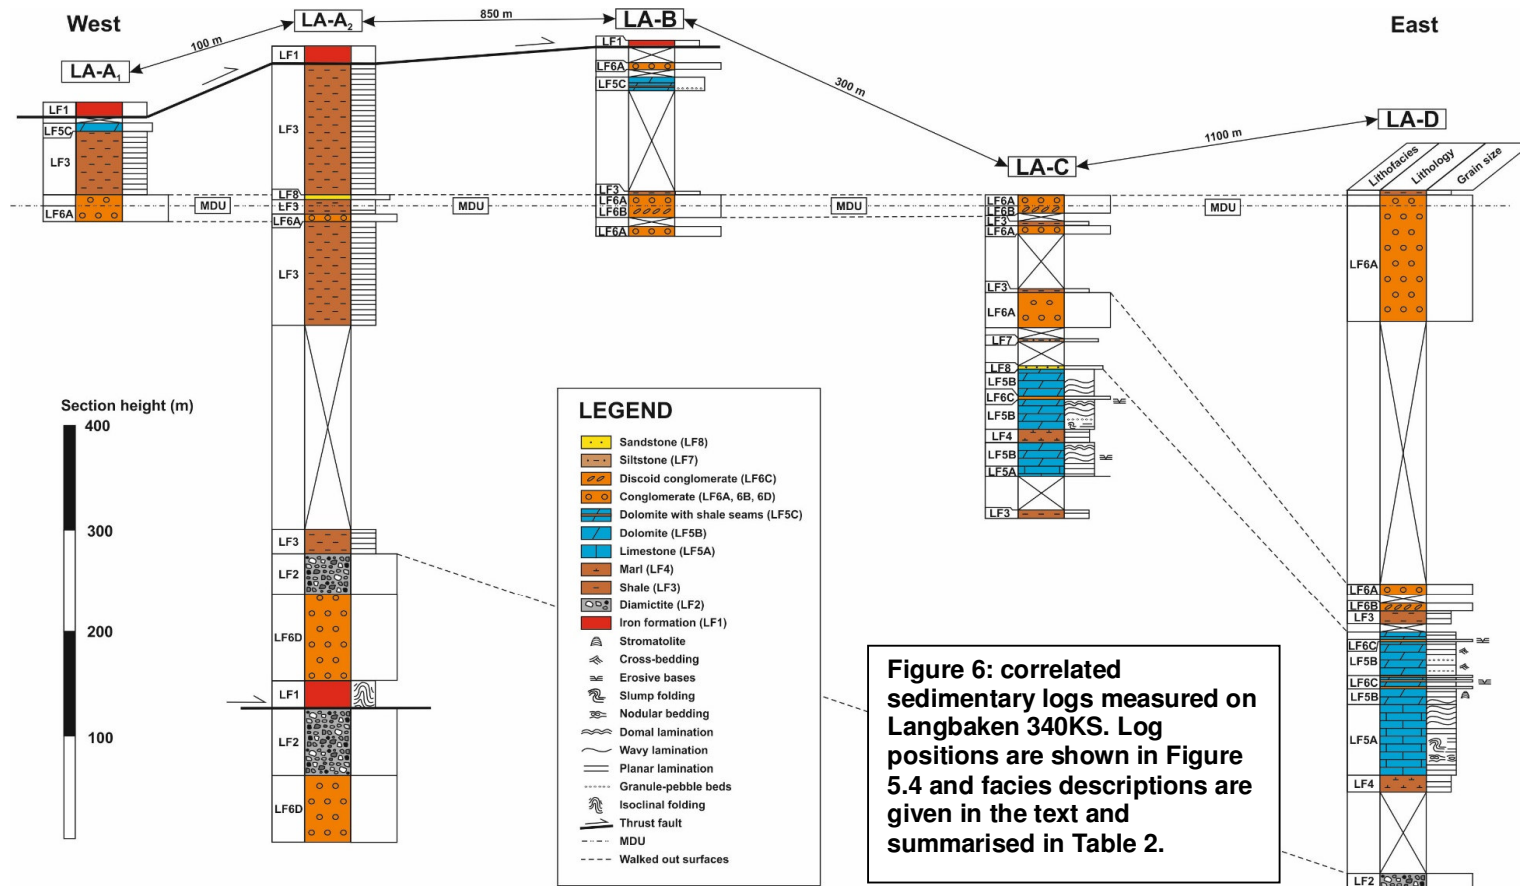 West
LA-A1
100 m
LA-A2
850 m
LA-B
300 m
LA-C
1100 m
LA-D
East
LF1
LF5C
LF3
LF6A
MDU
LF1
LF3
LF8
LF3
LF6A
LF3
LF3
LF2
LF6D
LF1
LF2
LF6D
MDU
LF1
LF6A
LF5C
LF3
LF6A
LF6B
LF6A
MDU
LF6A
LF6B
LF3
LF6A
LF3
LF6A
LF7
LF8
LF5B
LF6C
LF5B
LF4
LF5B
LF5A
LF3
MDU
Lithofacies
Lithology
Grain size
LF6A
LF6A
LF6B
LF3
LF6C
LF5B
LF6C
LF5B
LF5A
LF4
LF2
Section height (m)
400
300
200
100
LEGEND
Sandstone (LF8)
Siltstone (LF7)
Discoid conglomerate (LF6C)
Conglomerate (LF6A, 6B, 6D)
Dolomite with shale seams (LF5C)
Dolomite (LF5B)
Limestone (LF5A)
Marl (LF4)
Shale (LF3)
Diamictite (LF2)
Iron formation (LF1)
Stromatolite
Cross-bedding
Erosive bases
Slump folding
Nodular bedding
Domal lamination
Wavy lamination
Planar lamination
Granule-pebble beds
Isoclinal folding
Thrust fault
MDU
Walked out surfaces
Figure 6: correlated
sedimentary logs measured on
Langbaken 340KS. Log
positions are shown in Figure
5.4 and facies descriptions are
given in the text and
summarised in Table 2.